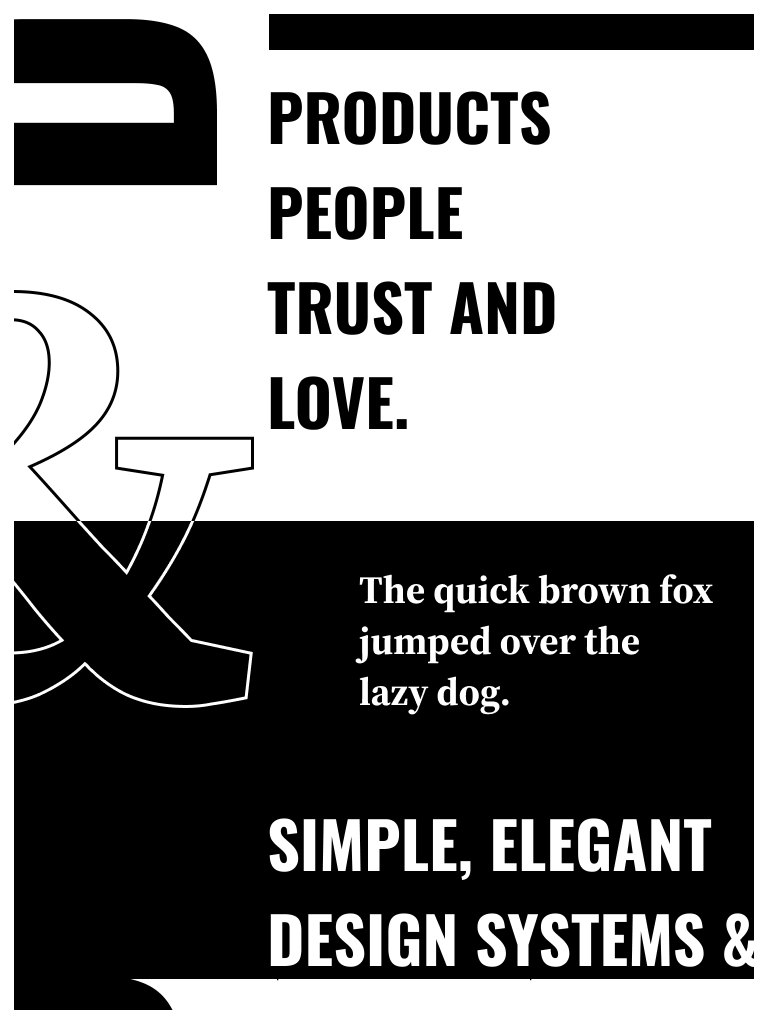 PRODUCTS
PEOPLE
TRUST AND
LOVE.
&
The quick brown fox
jumped over the
lazy dog.
SIMPLE, ELEGANT
DESIGN SYSTEMS &